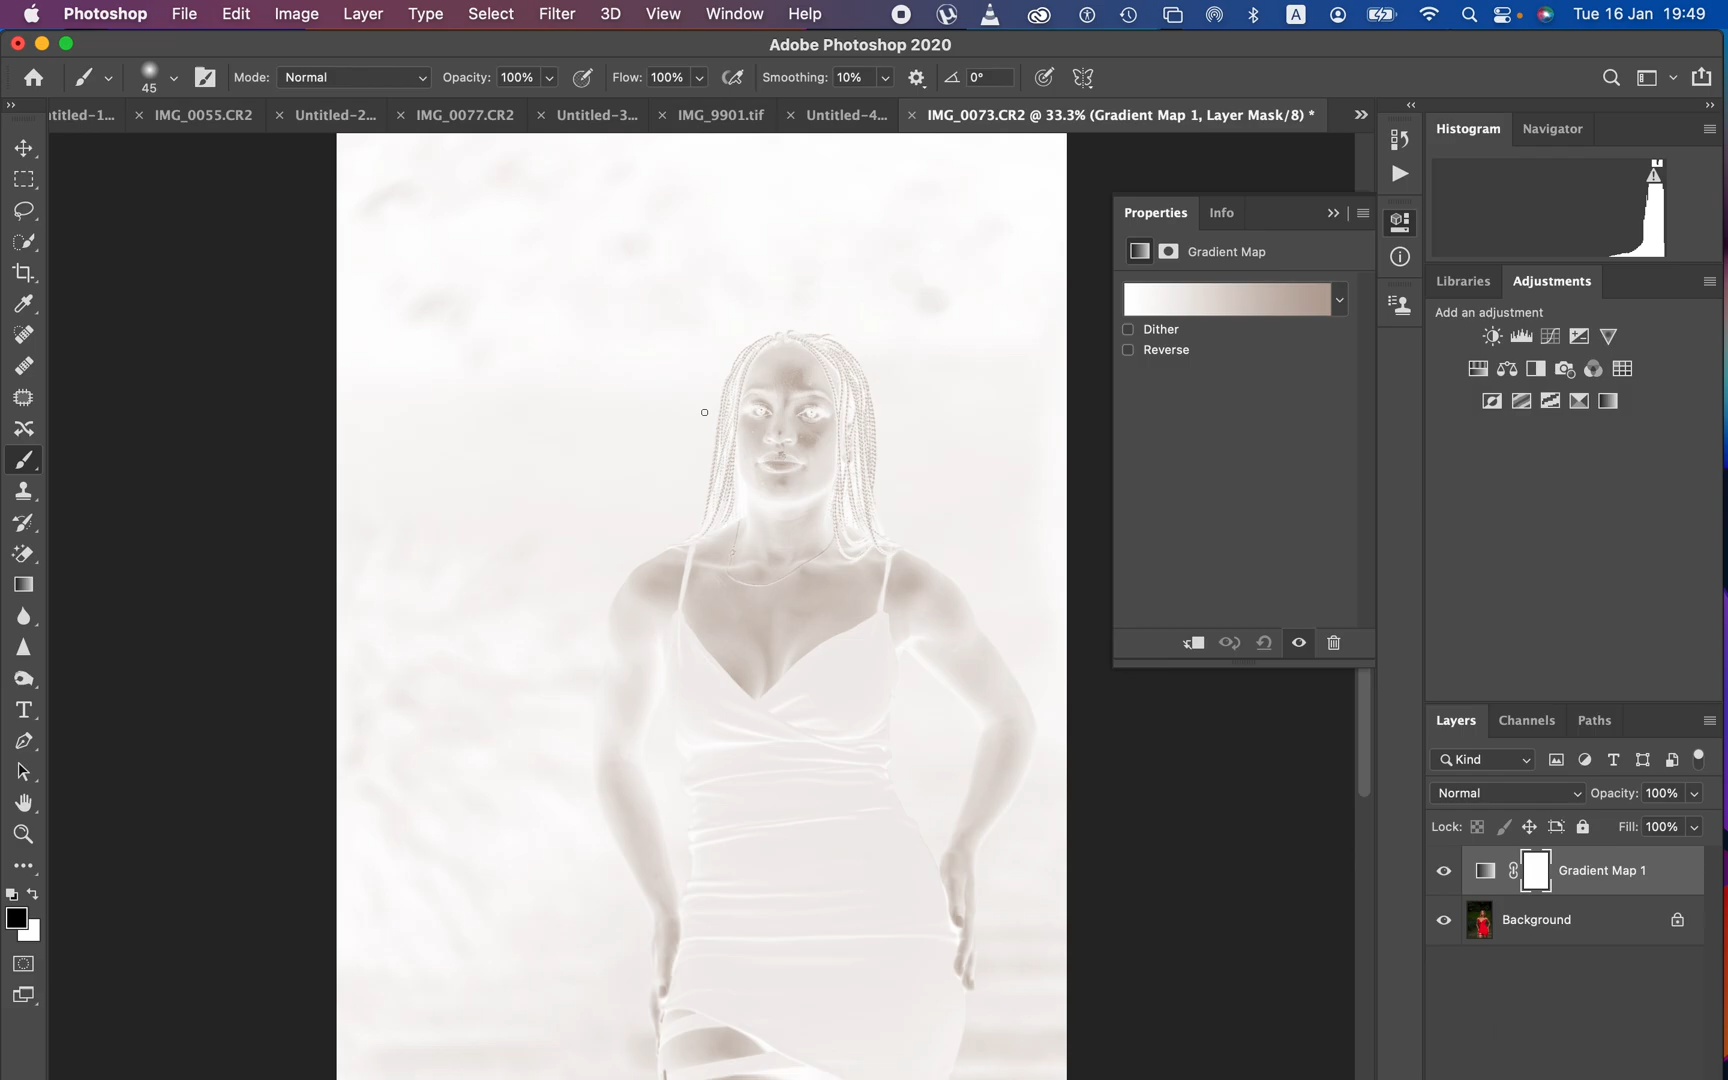 Photoshop File Edit Image Layer Type Select Filter 3D View Window Help A Tue 16 Jan 19:49
Adobe Photoshop 2020
45 Mode: Normal Opacity: 100% Flow: 100% Smoothing: 10% 0°
ntitled-1... IMG_0055.CR2 Untitled-2... IMG_0077.CR2 Untitled-3... IMG_9901.tif Untitled-4... IMG_0073.CR2 @ 33.3% (Gradient Map 1, Layer Mask/8) *
Histogram Navigator
Properties Info
Gradient Map
Dither
Reverse
Libraries Adjustments
Add an adjustment
Layers Channels Paths
Kind
Normal Opacity: 100%
Lock: Fill: 100%
Gradient Map 1
Background